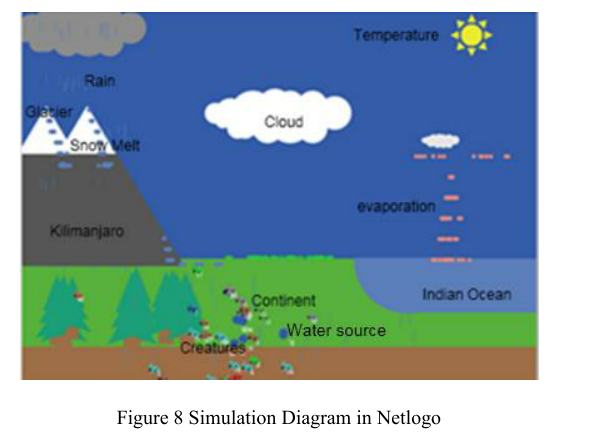 Temperature
Rain
Glacier
Cloud
Snow Melt
evaporation
Kilimanjaro
Indian Ocean
Continent
Water source
Creatures
Figure 8 Simulation Diagram in Netlogo